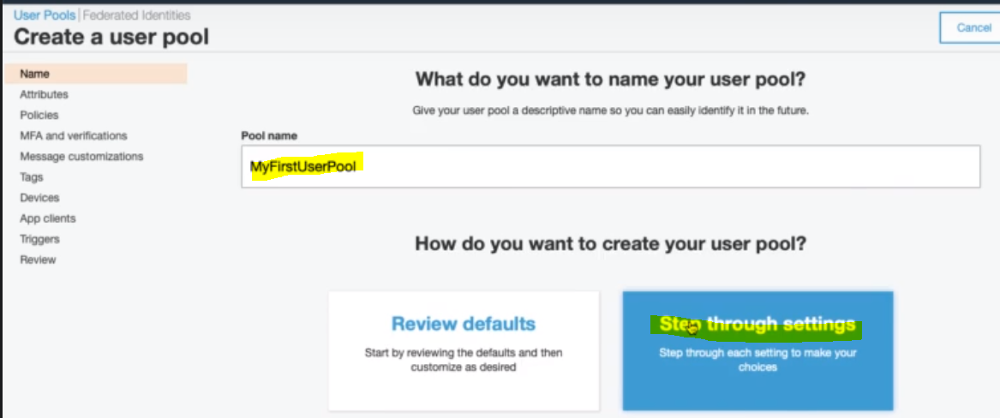 User Pools | Federated Identities
Create a user pool
Cancel
Name
Attributes
Policies
MFA and verifications
Message customizations
Tags
Devices
App clients
Triggers
Review
What do you want to name your user pool?
Give your user pool a descriptive name so you can easily identify it in the future.
Pool name
MyFirstUserPool
How do you want to create your user pool?
Review defaults
Start by reviewing the defaults and then
customize as desired
Step through settings
Step through each setting to make your
choices